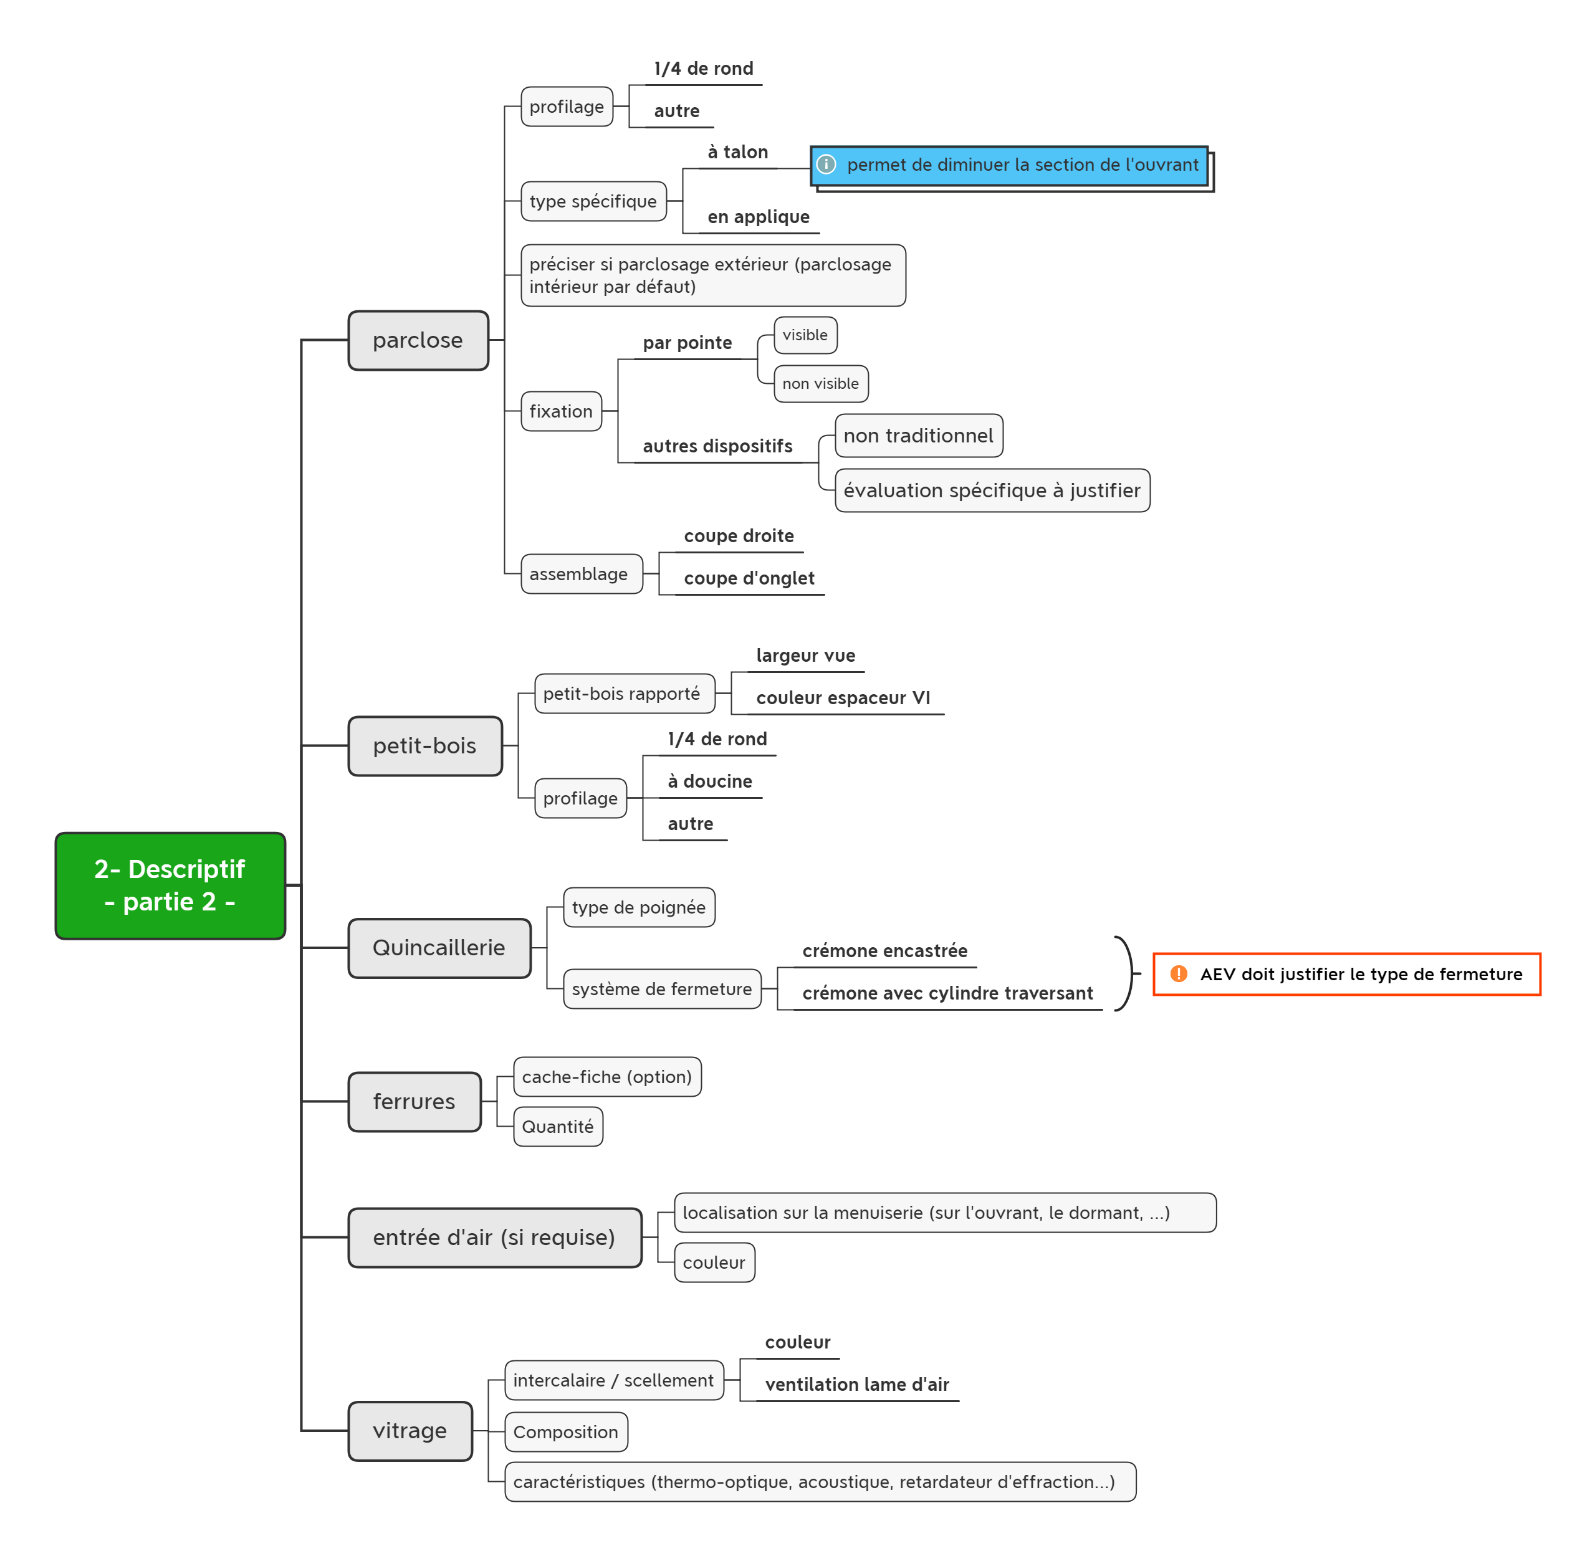 2- Descriptif
- partie 2 -
parclose
profilage
1/4 de rond
autre
type spécifique
à talon
permet de diminuer la section de l'ouvrant
en applique
préciser si parclosage extérieur (parclosage
intérieur par défaut)
fixation
par pointe
visible
non visible
autres dispositifs
non traditionnel
évaluation spécifique à justifier
assemblage
coupe droite
coupe d'onglet
petit-bois
petit-bois rapporté
largeur vue
couleur espaceur VI
profilage
1/4 de rond
à doucine
autre
Quincaillerie
type de poignée
système de fermeture
crémone encastrée
crémone avec cylindre traversant
AEV doit justifier le type de fermeture
ferrures
cache-fiche (option)
Quantité
entrée d'air (si requise)
localisation sur la menuiserie (sur l'ouvrant, le dormant, ...)
couleur
vitrage
intercalaire / scellement
couleur
ventilation lame d'air
Composition
caractéristiques (thermo-optique, acoustique, retardateur d'effraction...)